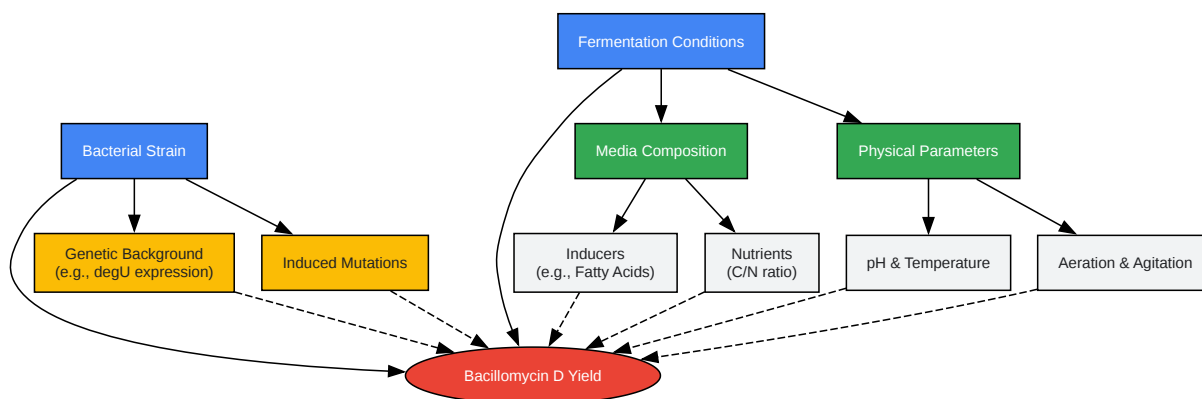 Fermentation Conditions
Bacterial Strain
Media Composition
Physical Parameters
Genetic Background
(e.g., degU expression)
Induced Mutations
Inducers
(e.g., Fatty Acids)
Nutrients
(C/N ratio)
pH & Temperature
Aeration & Agitation
Bacillomycin D Yield